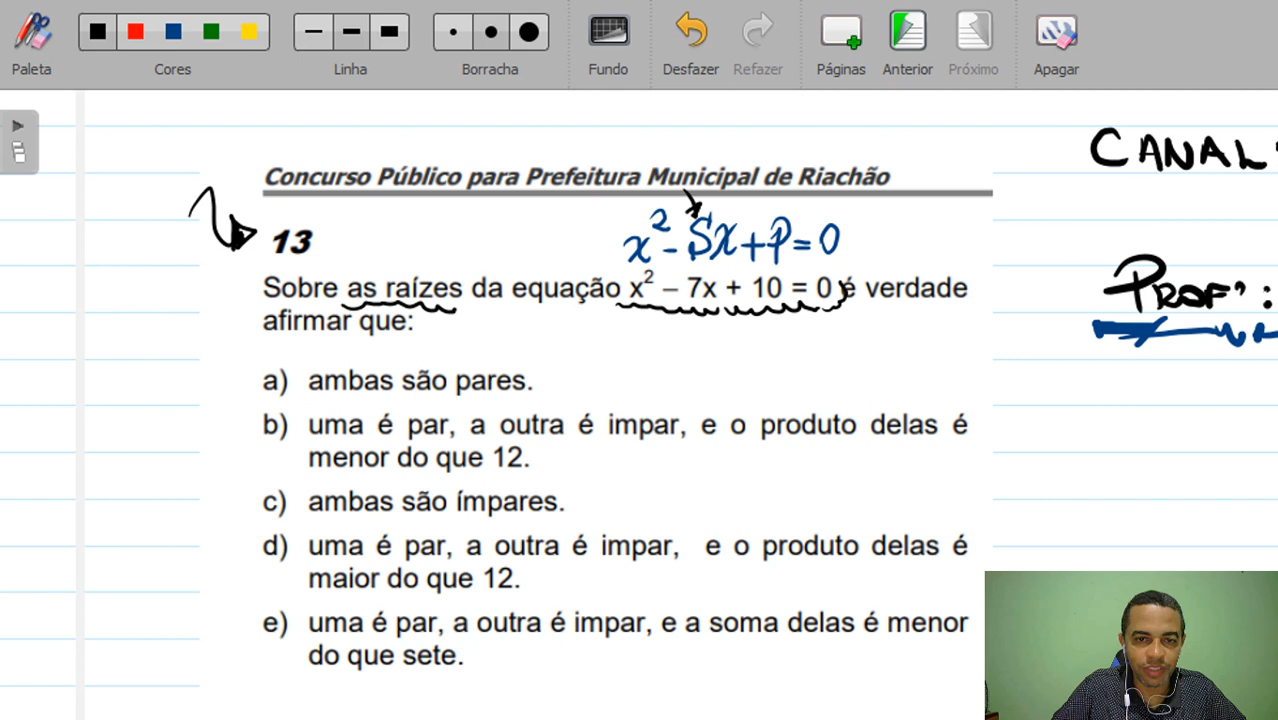 Paleta
Cores
Linha
Borracha
Fundo
Desfazer
Refazer
Páginas
Anterior
Próximo
Apagar
CANAL
Concurso Público para Prefeitura Municipal de Riachão
13
x² - Sx + P = 0
Sobre as raízes da equação x² – 7x + 10 = 0 é verdade
afirmar que:
PROFº:
a) ambas são pares.
b) uma é par, a outra é impar, e o produto delas é
menor do que 12.
c) ambas são ímpares.
d) uma é par, a outra é impar, e o produto delas é
maior do que 12.
e) uma é par, a outra é impar, e a soma delas é menor
do que sete.